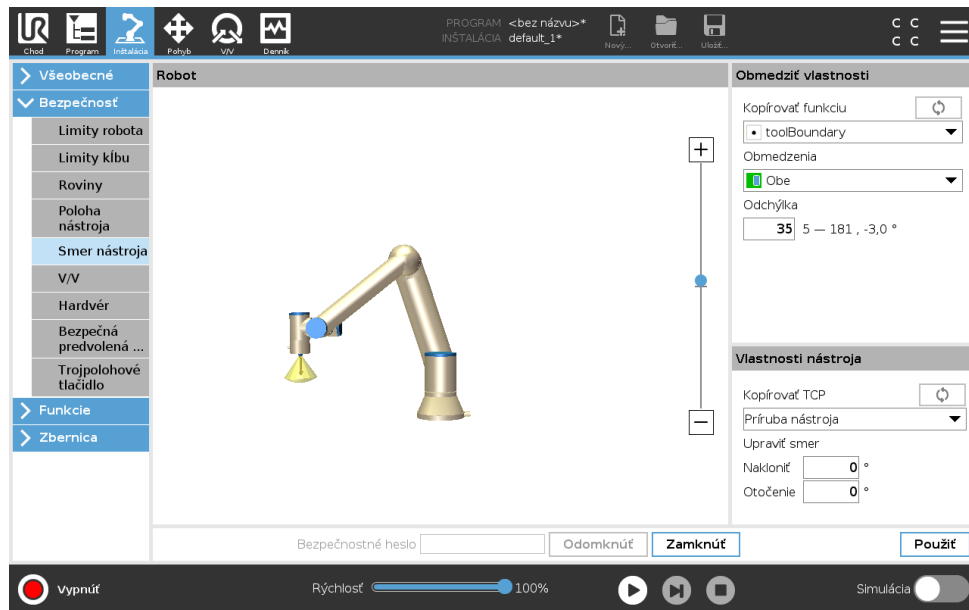 UR
Chod
Program
Inštalácia
Pohyb
V/V
Denník
PROGRAM <bez názvu>*
INŠTALÁCIA default_1*
Nový...
Otvoriť...
Uložiť...
C C
C C
Všeobecné
Bezpečnosť
Limity robota
Limity kĺbu
Roviny
Poloha
nástroja
Smer nástroja
V/V
Hardvér
Bezpečná
predvolená ...
Trojpolohové
tlačidlo
Funkcie
Zbernica
Robot
+
−
Obmedziť vlastnosti
Kopírovať funkciu
toolBoundary
Obmedzenia
Obe
Odchýlka
35 5 — 181 , -3,0 °
Vlastnosti nástroja
Kopírovať TCP
Príruba nástroja
Upraviť smer
Nakloniť 0 °
Otočenie 0 °
Bezpečnostné heslo
Odomknúť
Zamknúť
Použiť
Vypnúť
Rýchlosť 100%
Simulácia